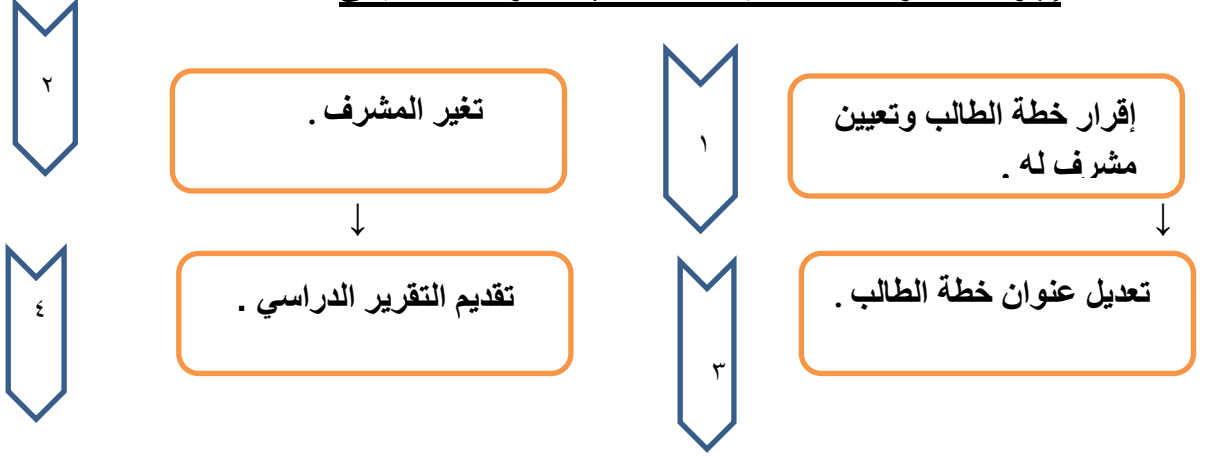 ١
إقرار خطة الطالب وتعيين
مشرف له .
٢
تغير المشرف .
↓
↓
٣
تعديل عنوان خطة الطالب .
٤
تقديم التقرير الدراسي .